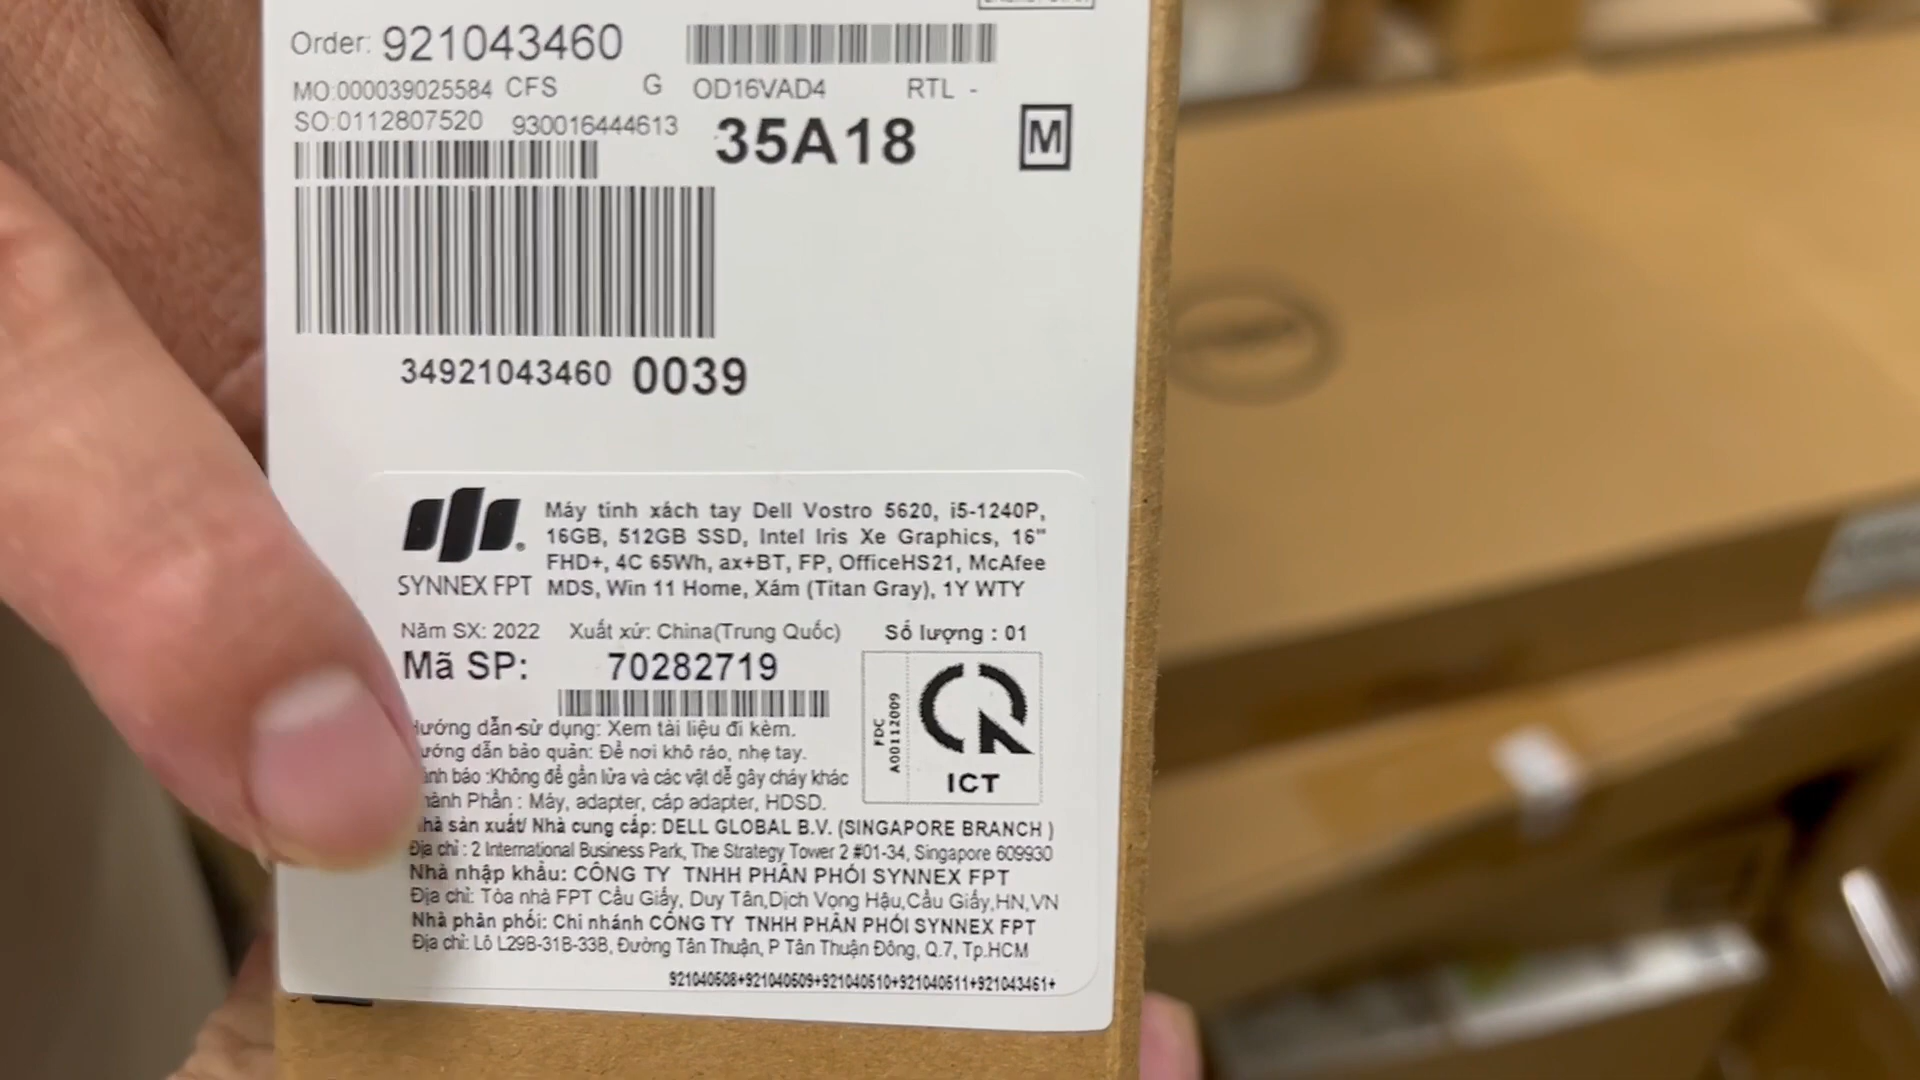 Order: 921043460
MO:000039025584 CFS G OD16VAD4 RTL -
SO:0112807520 930016444613 35A18 M
34921043460 0039
SYNNEX FPT
Máy tính xách tay Dell Vostro 5620, i5-1240P,
16GB, 512GB SSD, Intel Iris Xe Graphics, 16"
FHD+, 4C 65Wh, ax+BT, FP, OfficeHS21, McAfee
MDS, Win 11 Home, Xám (Titan Gray), 1Y WTY
Năm SX: 2022 Xuất xứ: China(Trung Quốc) Số lượng : 01
Mã SP: 70282719
FDC
A00112009
ICT
dẫn sử dụng: Xem tài liệu đi kèm.
dẫn bảo quản: Để nơi khô ráo, nhẹ tay.
báo :Không để gần lửa và các vật dễ gây cháy khác
Phần : Máy, adapter, cáp adapter, HDSD.
sản xuất/ Nhà cung cấp: DELL GLOBAL B.V. (SINGAPORE BRANCH )
Địa chỉ : 2 International Business Park, The Strategy Tower 2 #01-34, Singapore 609930
Nhà nhập khẩu: CÔNG TY TNHH PHÂN PHỐI SYNNEX FPT
Địa chỉ: Tòa nhà FPT Cầu Giấy, Duy Tân,Dịch Vọng Hậu,Cầu Giấy,HN,VN
Nhà phân phối: Chi nhánh CÔNG TY TNHH PHÂN PHỐI SYNNEX FPT
Địa chỉ: Lô L29B-31B-33B, Đường Tân Thuận, P Tân Thuận Đông, Q.7, Tp.HCM
921040508+921040509+921040510+921040511+921043461+